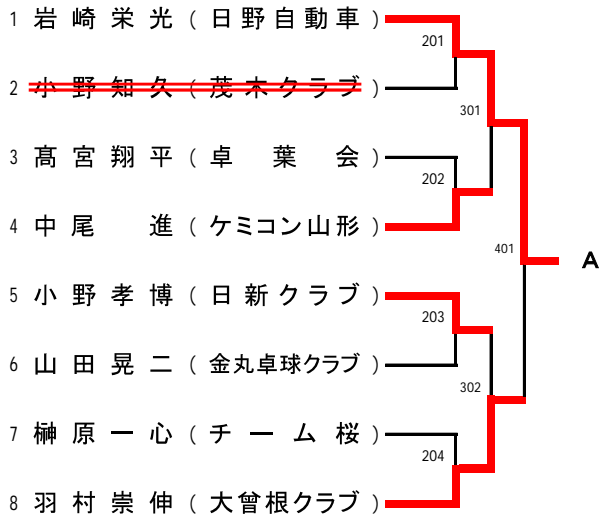 1 岩崎栄光(日野自動車)
201
2 小野知久(茂木クラブ)
301
3 髙宮翔平(卓葉会)
202
4 中尾進(ケミコン山形)
401
A
5 小野孝博(日新クラブ)
203
6 山田晃二(金丸卓球クラブ)
302
7 榊原一心(チーム桜)
204
8 羽村崇伸(大曾根クラブ)